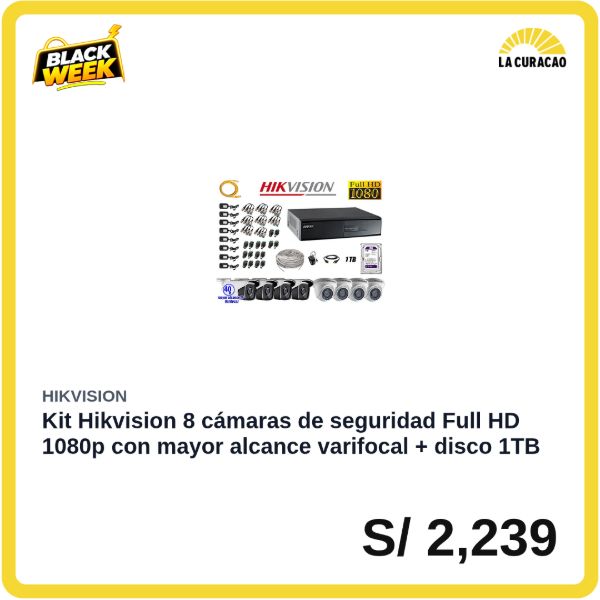 BLACK
WEEK
LA CURACAO
HIKVISION
Full HD
1080
1TB
HIKVISION
Kit Hikvision 8 cámaras de seguridad Full HD
1080p con mayor alcance varifocal + disco 1TB
S/ 2,239